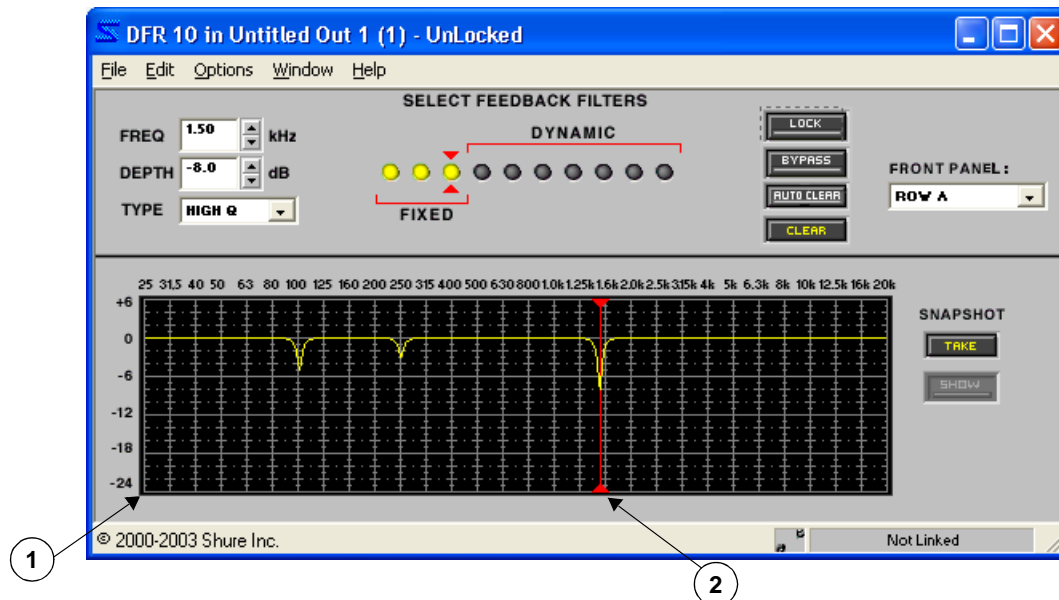 DFR 10 in Untitled Out 1 (1) - UnLocked
File Edit Options Window Help
SELECT FEEDBACK FILTERS
DYNAMIC
FIXED
FREQ 1.50 kHz
DEPTH -8.0 dB
TYPE HIGH Q
LOCK
BYPASS
AUTO CLEAR
CLEAR
FRONT PANEL:
ROW A
25 31.5 40 50 63 80 100 125 160 200 250 315 400 500 630 800 1.0k 1.25k 1.6k 2.0k 2.5k 3.15k 4k 5k 6.3k 8k 10k 12.5k 16k 20k
+6
0
-6
-12
-18
-24
SNAPSHOT
TAKE
SHOW
© 2000-2003 Shure Inc.
a B
Not Linked
1
2